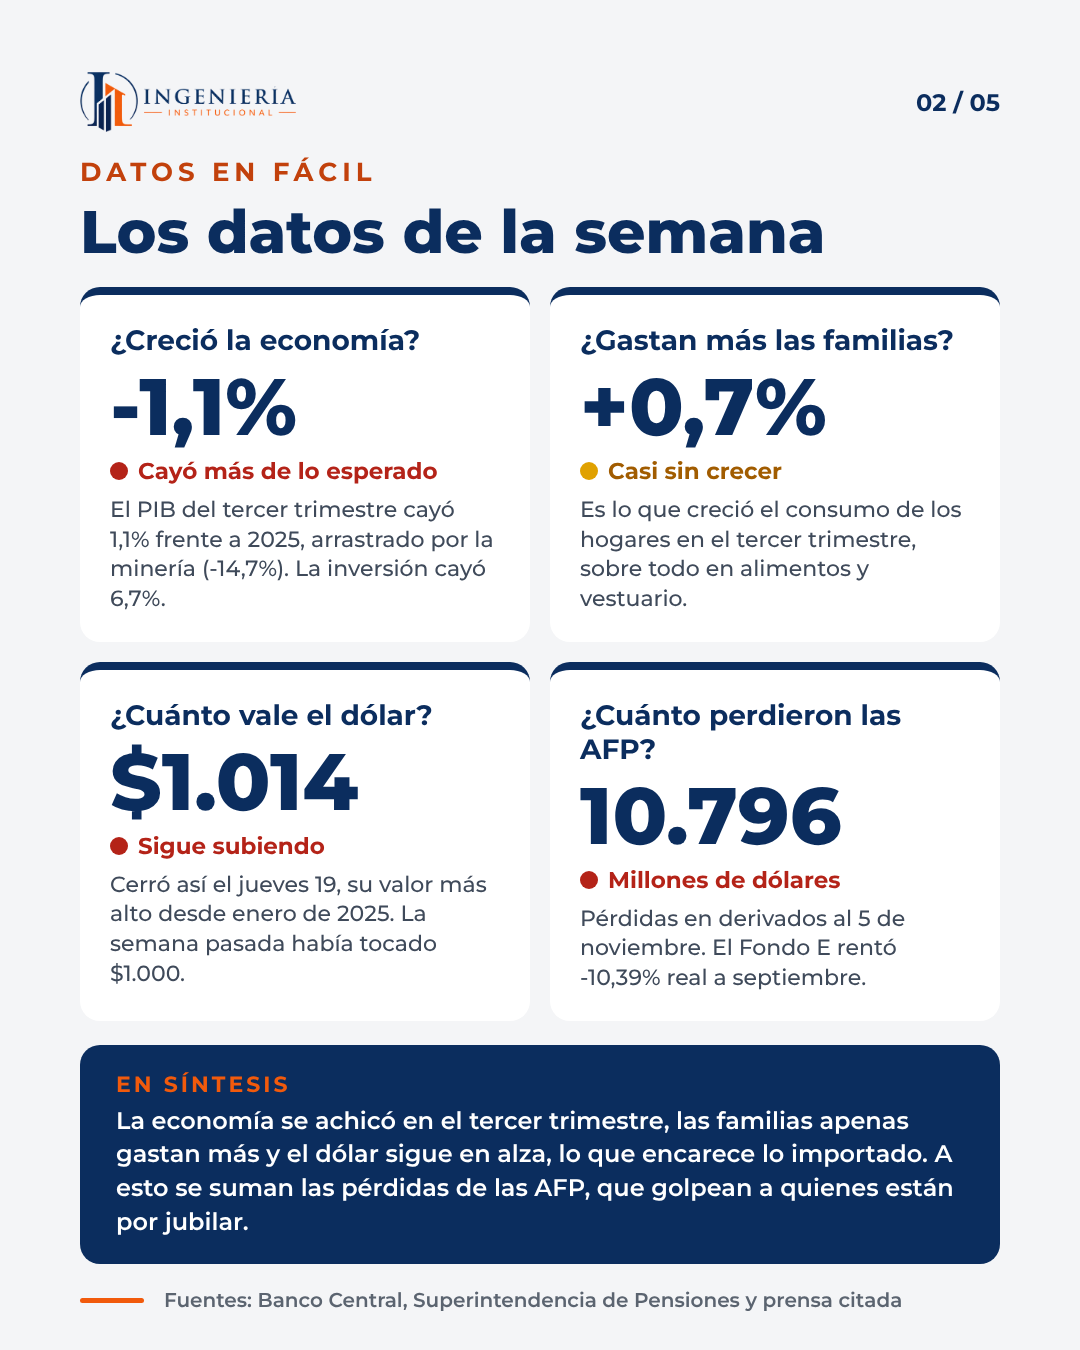 INGENIERIA
INSTITUCIONAL
02 / 05
DATOS EN FÁCIL
Los datos de la semana
¿Creció la economía?
-1,1%
Cayó más de lo esperado
El PIB del tercer trimestre cayó
1,1% frente a 2025, arrastrado por la
minería (-14,7%). La inversión cayó
6,7%.
¿Gastan más las familias?
+0,7%
Casi sin crecer
Es lo que creció el consumo de los
hogares en el tercer trimestre,
sobre todo en alimentos y
vestuario.
¿Cuánto vale el dólar?
$1.014
Sigue subiendo
Cerró así el jueves 19, su valor más
alto desde enero de 2025. La
semana pasada había tocado
$1.000.
¿Cuánto perdieron las
AFP?
10.796
Millones de dólares
Pérdidas en derivados al 5 de
noviembre. El Fondo E rentó
-10,39% real a septiembre.
EN SÍNTESIS
La economía se achicó en el tercer trimestre, las familias apenas
gastan más y el dólar sigue en alza, lo que encarece lo importado. A
esto se suman las pérdidas de las AFP, que golpean a quienes están
por jubilar.
Fuentes: Banco Central, Superintendencia de Pensiones y prensa citada